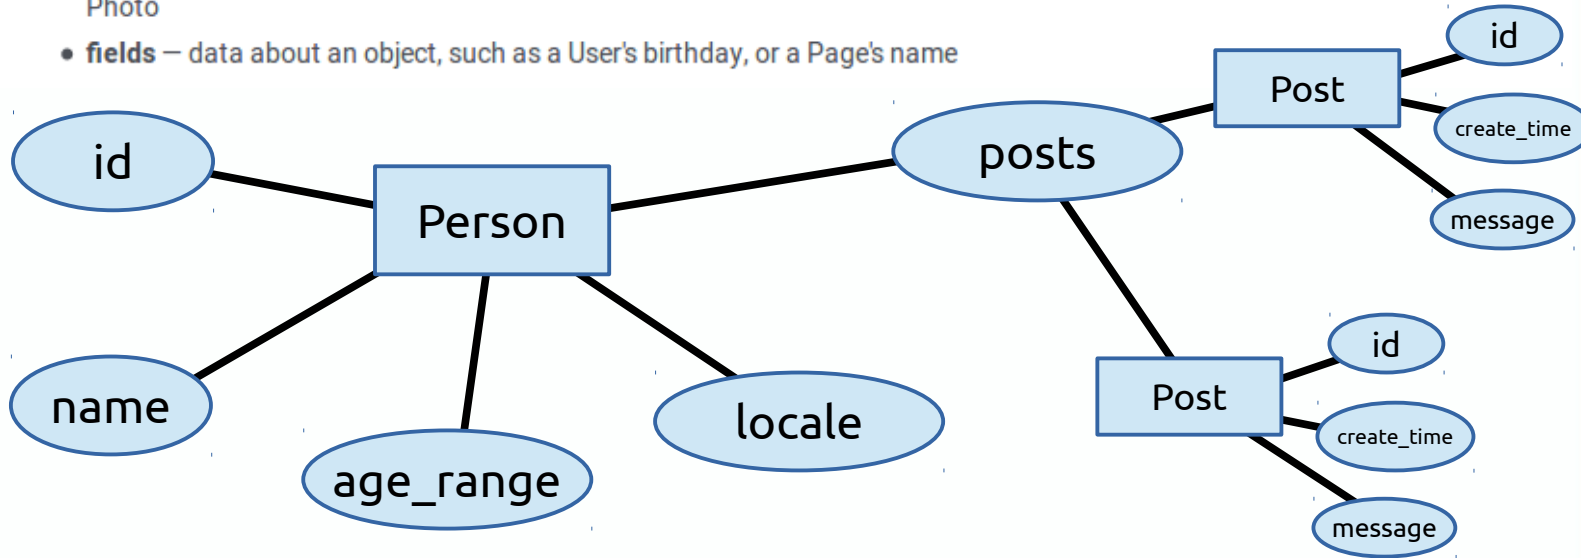 Photo
• fields — data about an object, such as a User's birthday, or a Page's name
id
Person
name
age_range
locale
posts
Post
id
create_time
message
Post
id
create_time
message